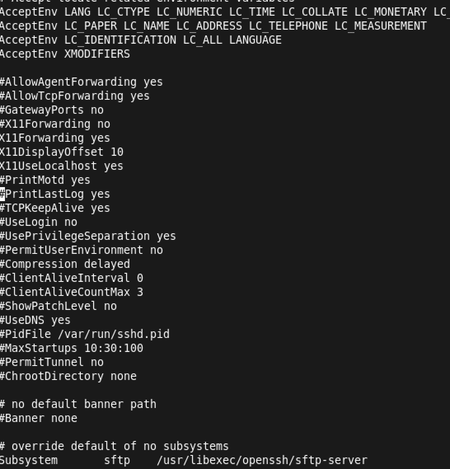 AcceptEnv LANG LC_CTYPE LC_NUMERIC LC_TIME LC_COLLATE LC_MONETARY LC_
AcceptEnv LC_PAPER LC_NAME LC_ADDRESS LC_TELEPHONE LC_MEASUREMENT
AcceptEnv LC_IDENTIFICATION LC_ALL LANGUAGE
AcceptEnv XMODIFIERS

#AllowAgentForwarding yes
#AllowTcpForwarding yes
#GatewayPorts no
#X11Forwarding no
X11Forwarding yes
X11DisplayOffset 10
X11UseLocalhost yes
#PrintMotd yes
#PrintLastLog yes
#TCPKeepAlive yes
#UseLogin no
#UsePrivilegeSeparation yes
#PermitUserEnvironment no
#Compression delayed
#ClientAliveInterval 0
#ClientAliveCountMax 3
#ShowPatchLevel no
#UseDNS yes
#PidFile /var/run/sshd.pid
#MaxStartups 10:30:100
#PermitTunnel no
#ChrootDirectory none

# no default banner path
#Banner none

# override default of no subsystems
Subsystem       sftp    /usr/libexec/openssh/sftp-server